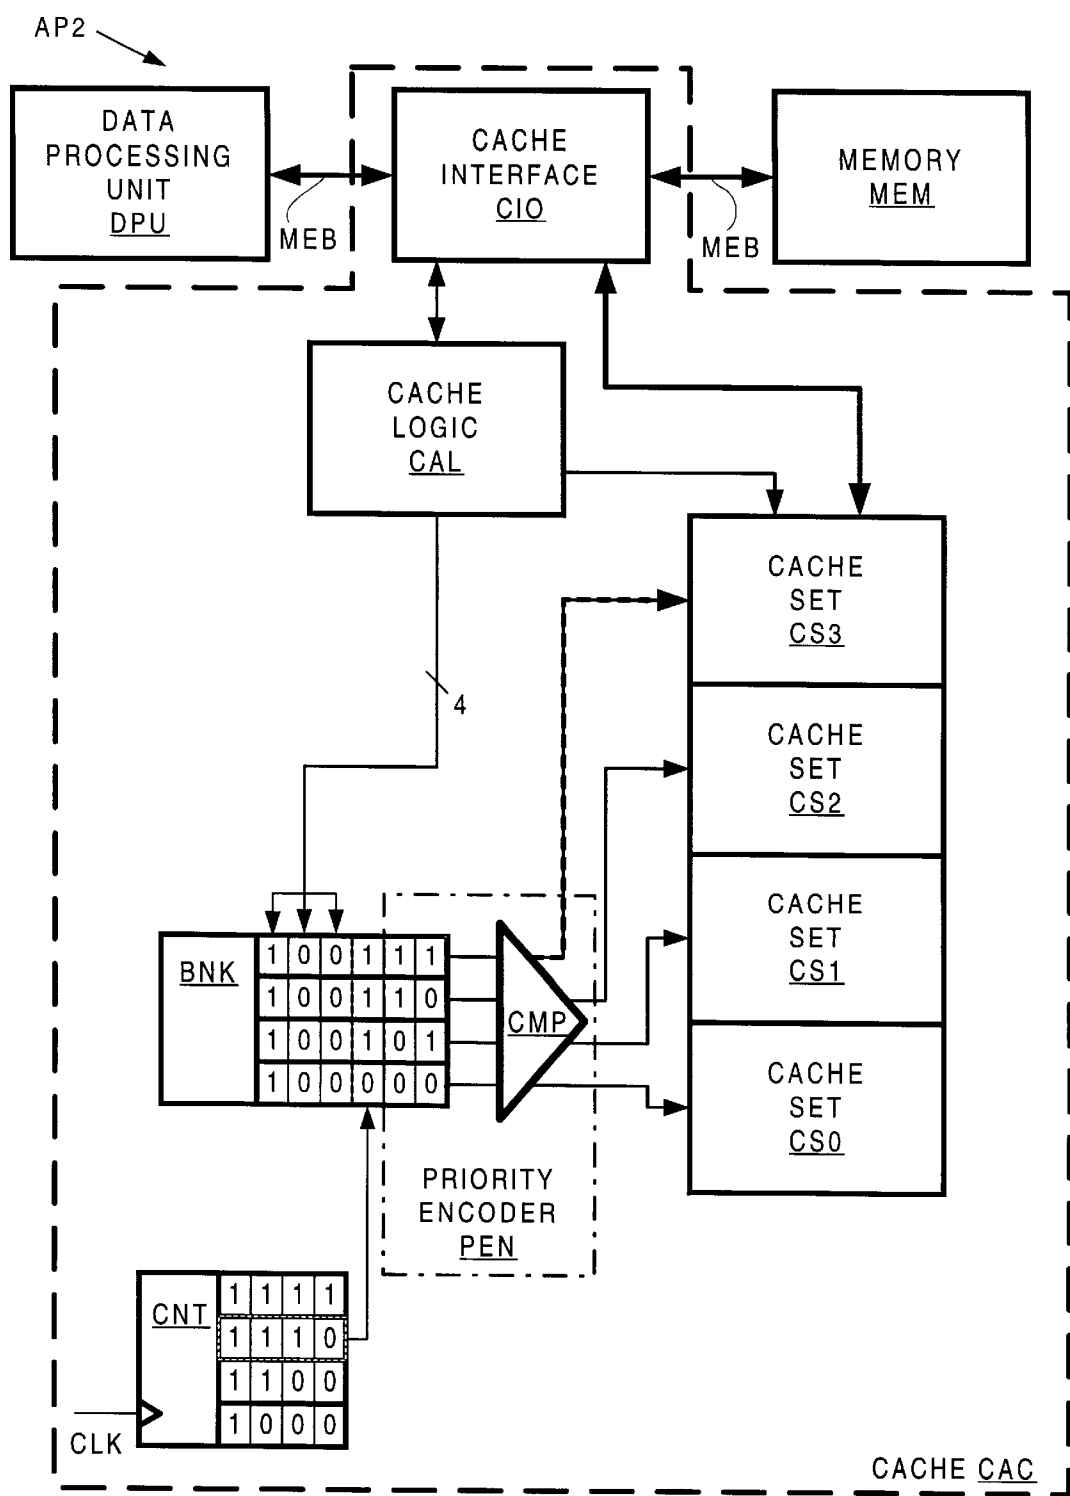 AP2
DATA
PROCESSING
UNIT
DPU
MEB
CACHE
INTERFACE
CIO
MEB
MEMORY
MEM
CACHE
LOGIC
CAL
4
CACHE
SET
CS3
CACHE
SET
CS2
CACHE
SET
CS1
CACHE
SET
CS0
BNK
1 0 0 1 1 1
1 0 0 1 1 0
1 0 0 1 0 1
1 0 0 0 0 0
CMP
PRIORITY
ENCODER
PEN
CNT
1 1 1 1
1 1 1 0
1 1 0 0
1 0 0 0
CLK
CACHE CAC